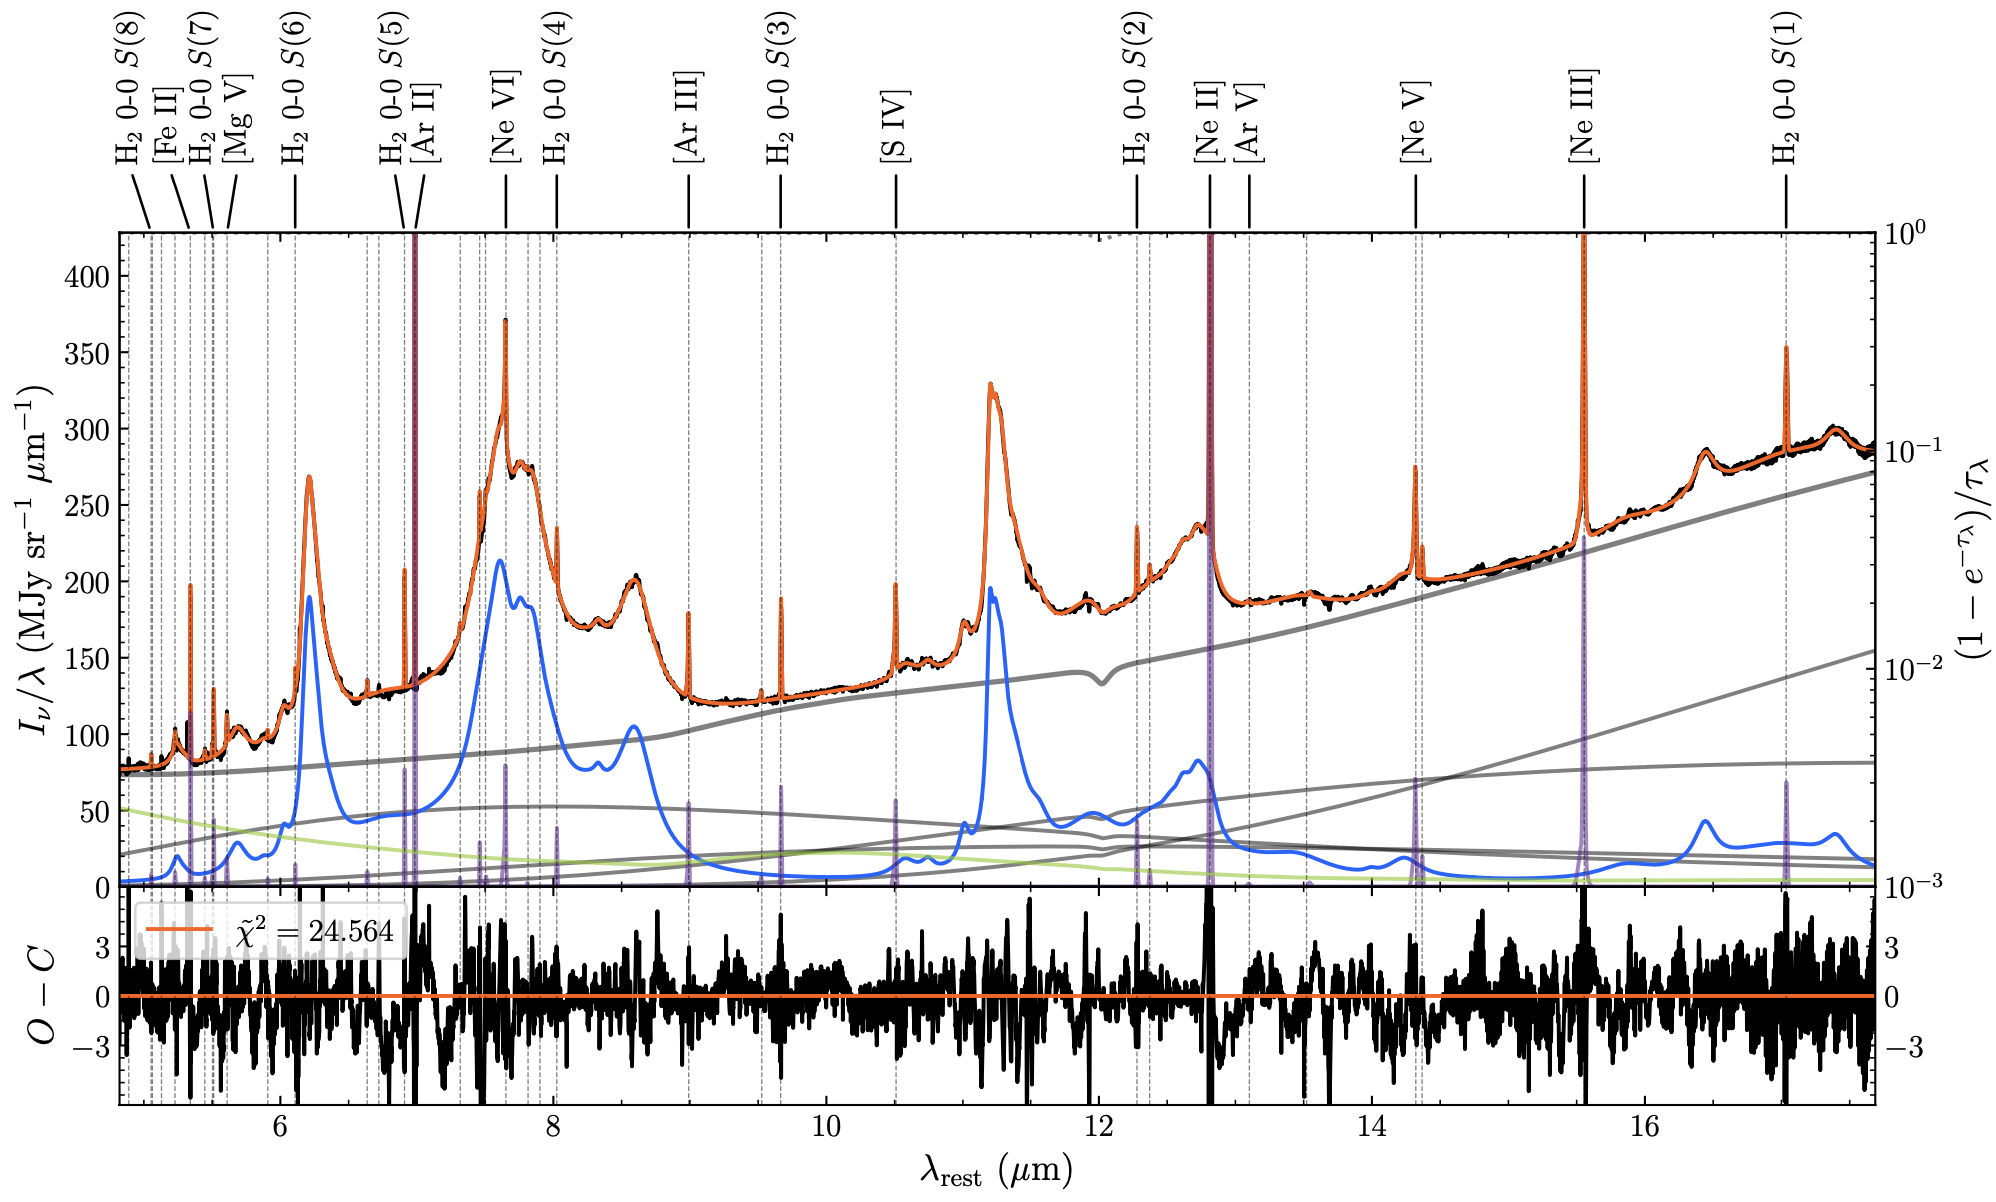 H₂ 0-0 S(8)
[Fe II]
H₂ 0-0 S(7)
[Mg V]
H₂ 0-0 S(6)
H₂ 0-0 S(5)
[Ar II]
[Ne VI]
H₂ 0-0 S(4)
[Ar III]
H₂ 0-0 S(3)
[S IV]
H₂ 0-0 S(2)
[Ne II]
[Ar V]
[Ne V]
[Ne III]
H₂ 0-0 S(1)
I_ν/λ (MJy sr⁻¹ μm⁻¹)
400
350
300
250
200
150
100
50
0
10⁰
10⁻¹
10⁻²
10⁻³
(1 − e^{−τ_λ})/τ_λ
O − C
3
0
−3
χ̃² = 24.564
3
0
−3
6
8
10
12
14
16
λ_rest (μm)